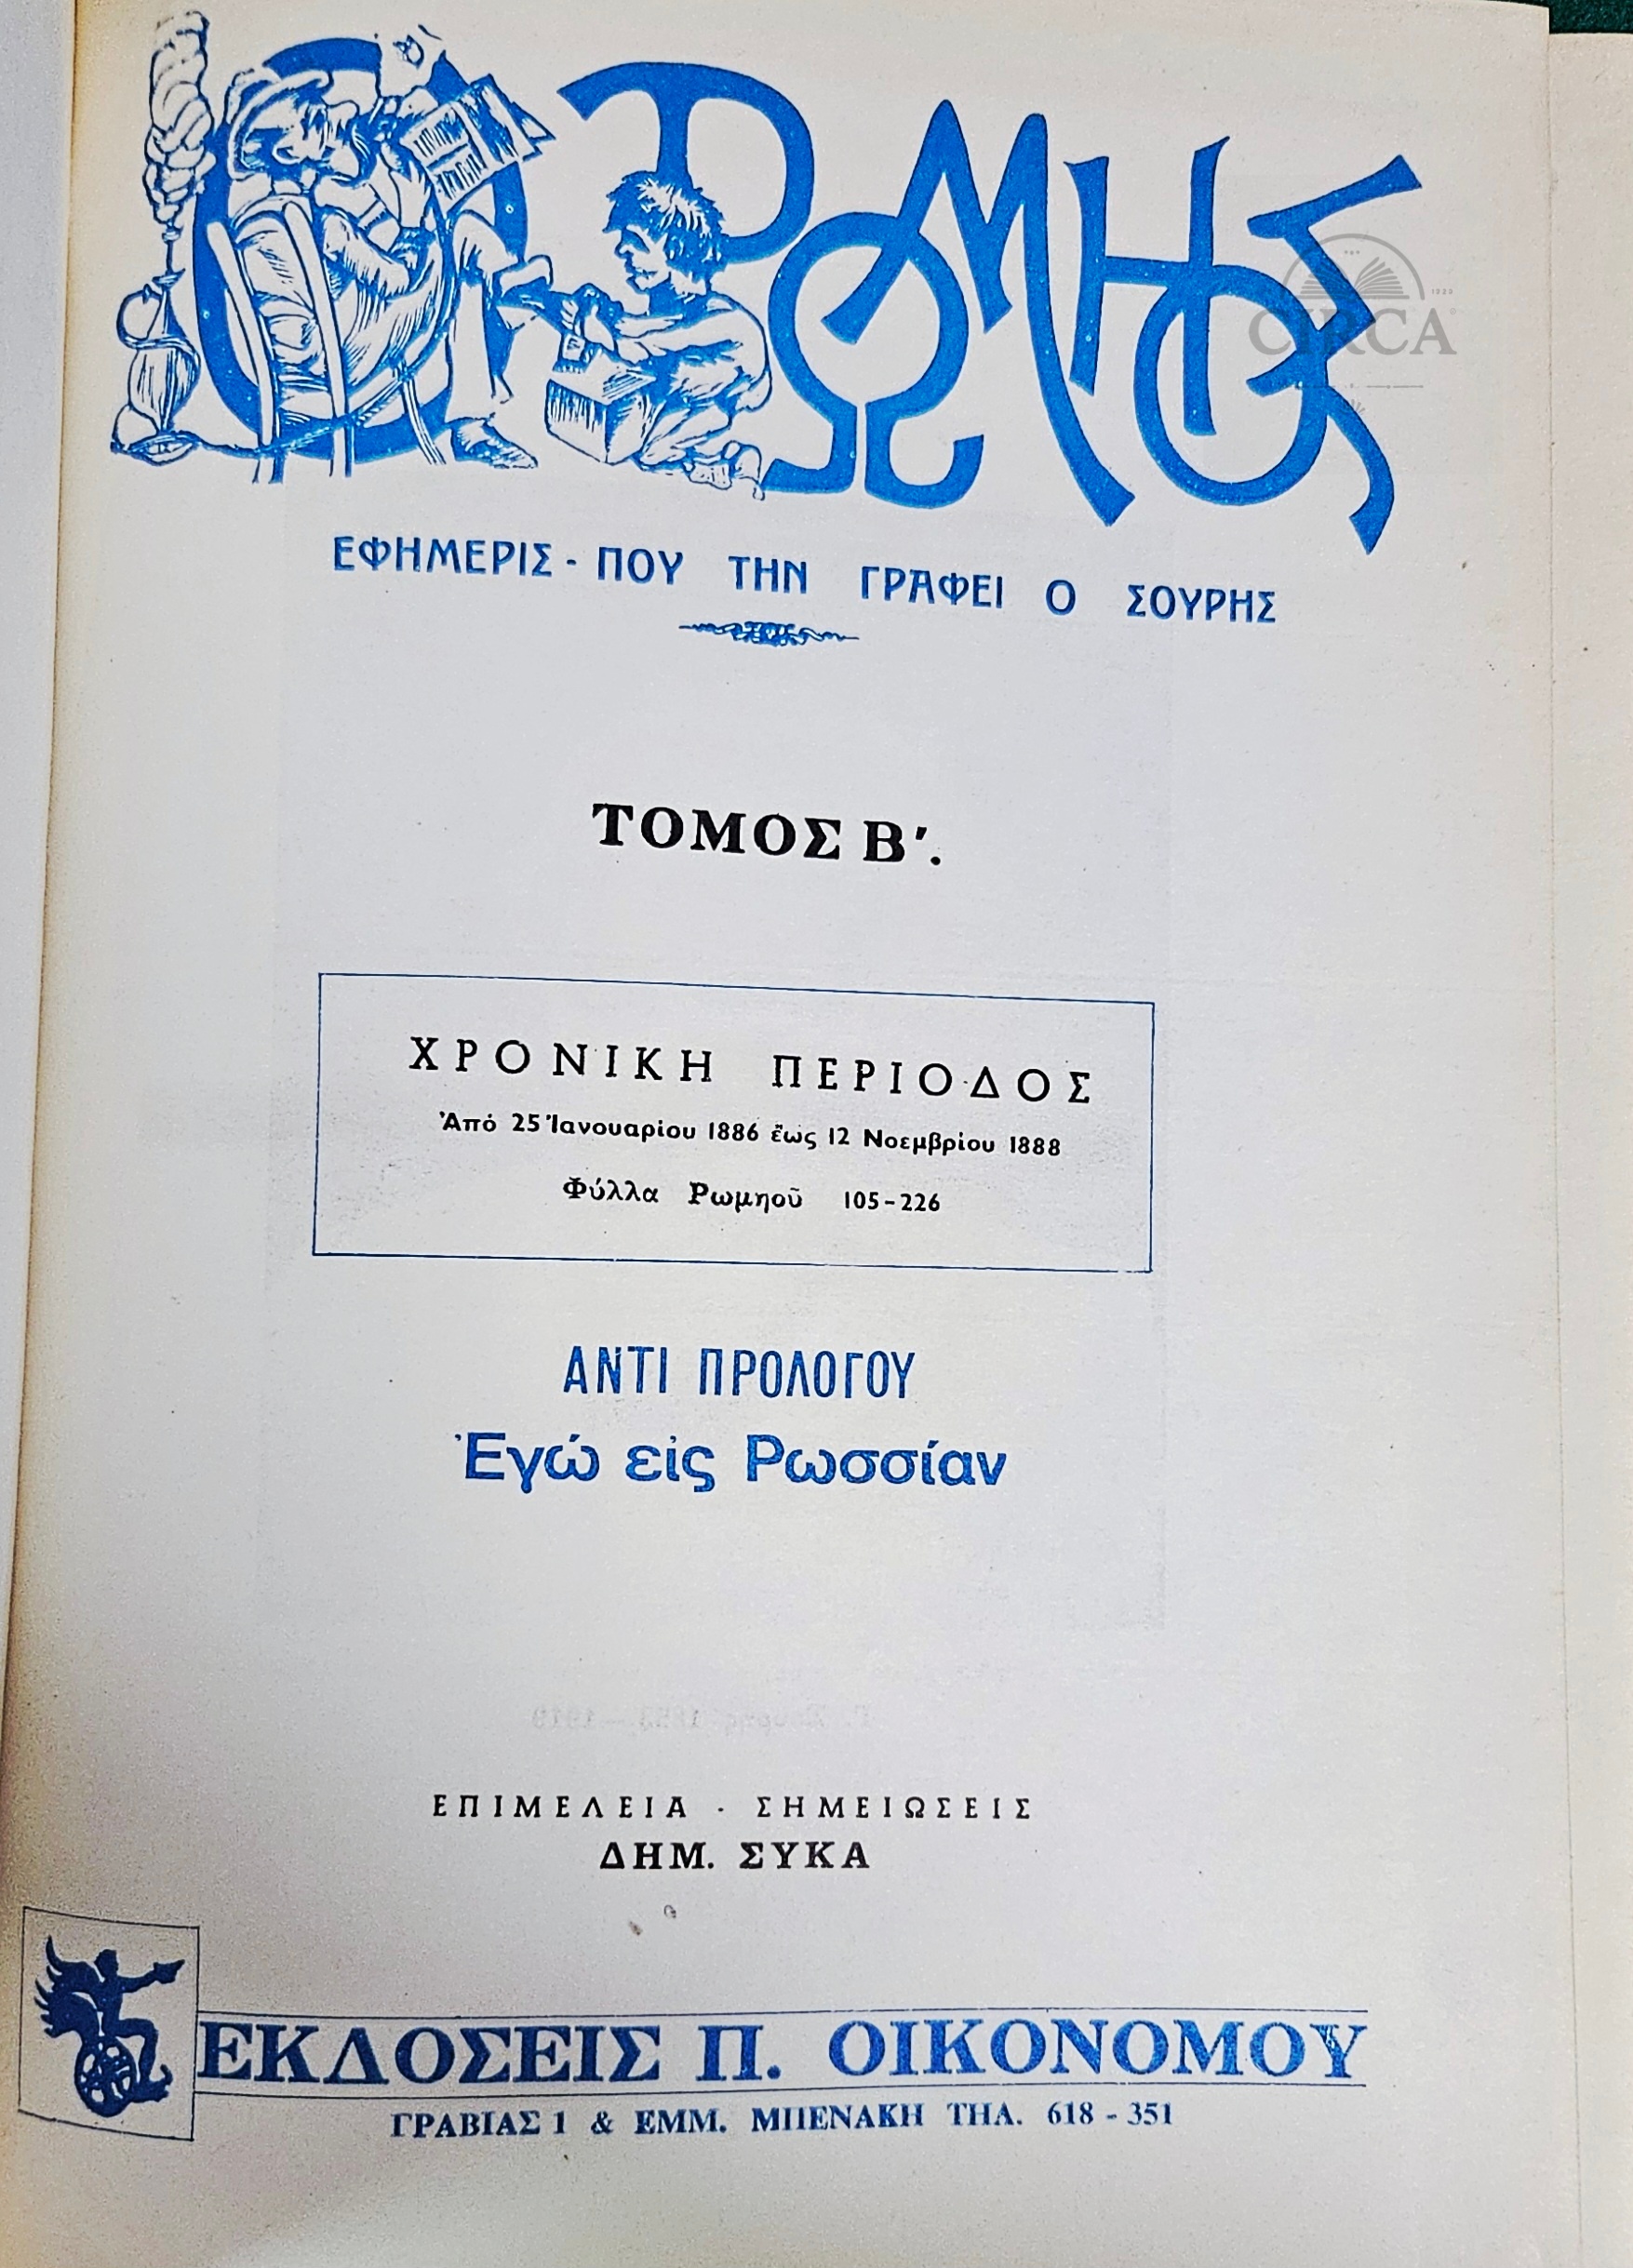 Ο ΡΩΜΗΟΣ
1999
CIRCA
ΕΦΗΜΕΡΙΣ - ΠΟΥ ΤΗΝ ΓΡΑΦΕΙ Ο ΣΟΥΡΗΣ
ΤΟΜΟΣ Β'.
ΧΡΟΝΙΚΗ ΠΕΡΙΟΔΟΣ
Ἀπό 25 Ἰανουαρίου 1886 ἕως 12 Νοεμβρίου 1888
Φύλλα Ρωμηοῦ 105-226
ΑΝΤΙ ΠΡΟΛΟΓΟΥ
Ἐγώ εἰς Ρωσσίαν
ΕΠΙΜΕΛΕΙΑ · ΣΗΜΕΙΩΣΕΙΣ
ΔΗΜ. ΣΥΚΑ
ΕΚΔΟΣΕΙΣ Π. ΟΙΚΟΝΟΜΟΥ
ΓΡΑΒΙΑΣ 1 & ΕΜΜ. ΜΠΕΝΑΚΗ ΤΗΛ. 618 - 351